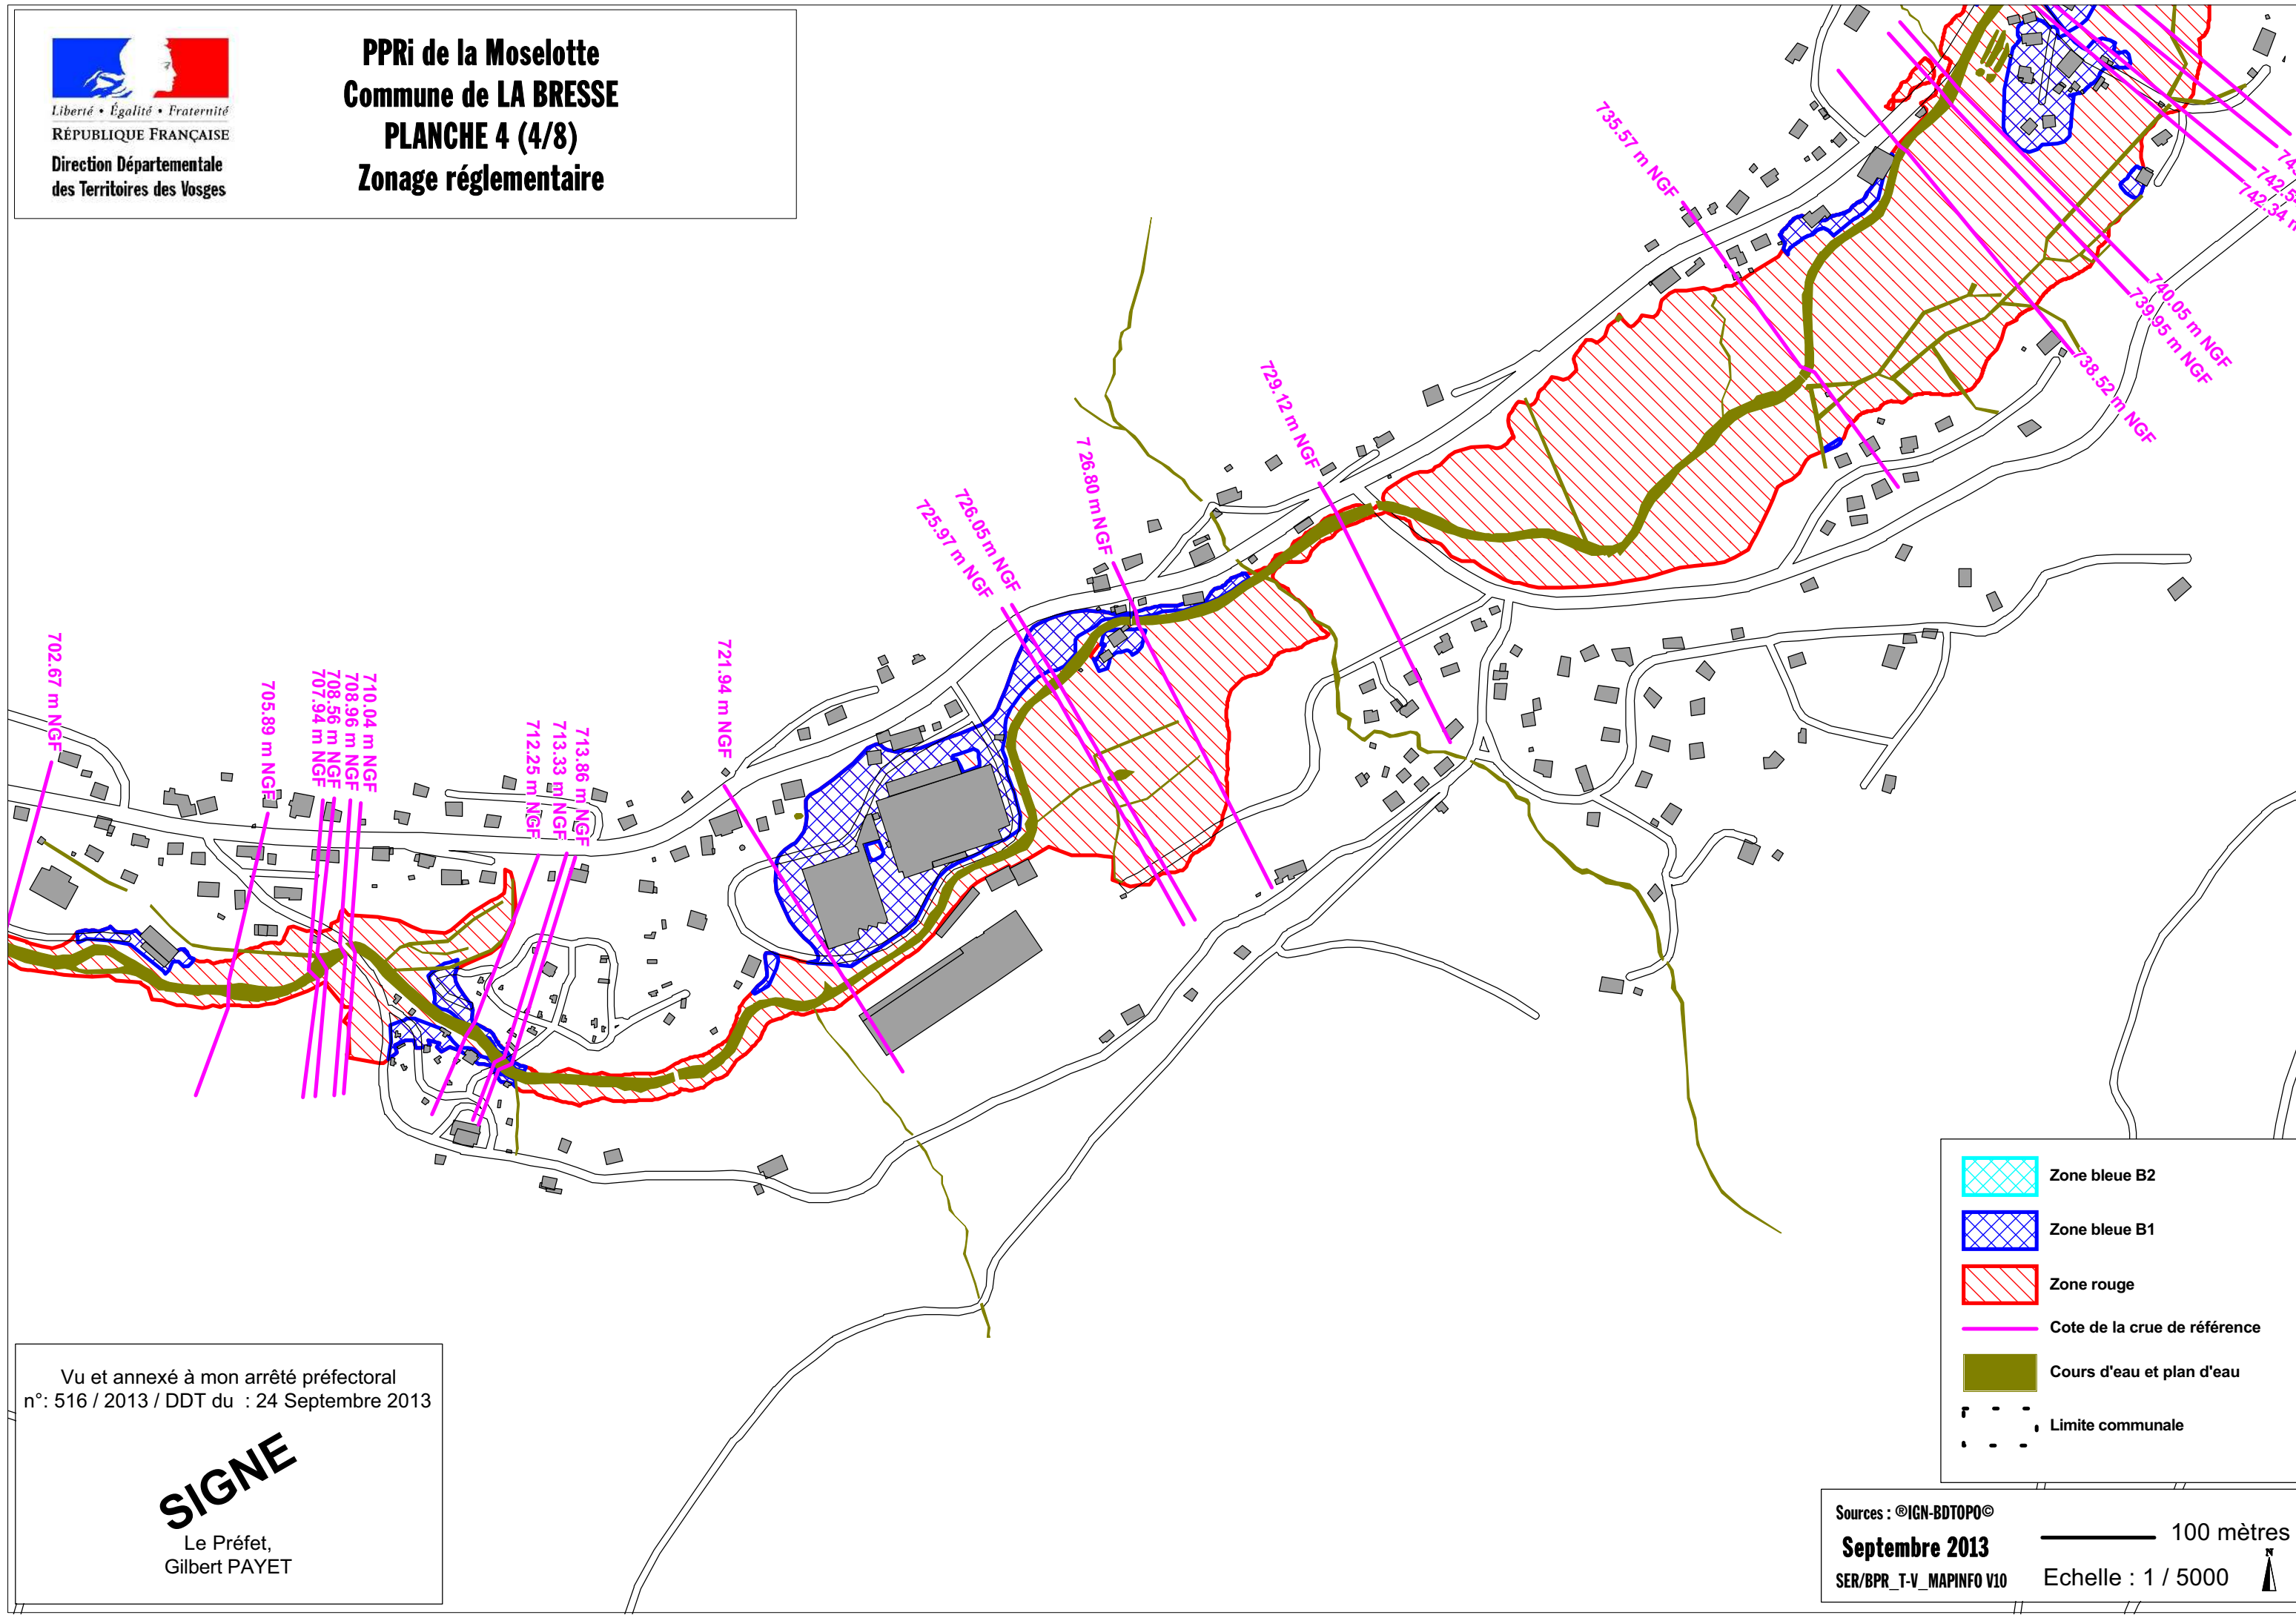 Liberté • Égalité • Fraternité
RÉPUBLIQUE FRANÇAISE
Direction Départementale
des Territoires des Vosges
PPRi de la Moselotte
Commune de LA BRESSE
PLANCHE 4 (4/8)
Zonage réglementaire
702.67 m NGF
705.89 m NGF
707.94 m NGF
708.56 m NGF
708.96 m NGF
710.04 m NGF
712.25 m NGF
713.33 m NGF
713.86 m NGF
721.94 m NGF
725.97 m NGF
726.05 m NGF
7 26.80 m NGF
729.12 m NGF
735.57 m NGF
738.52 m NGF
739.95 m NGF
740.05 m NGF
742.34
742.5
Zone bleue B2
Zone bleue B1
Zone rouge
Cote de la crue de référence
Cours d'eau et plan d'eau
Limite communale
Vu et annexé à mon arrêté préfectoral
n°: 516 / 2013 / DDT du : 24 Septembre 2013
SIGNE
Le Préfet,
Gilbert PAYET
Sources : ®IGN-BDTOPO©
Septembre 2013
SER/BPR_T-V_MAPINFO V10
100 mètres
Echelle : 1 / 5000
N